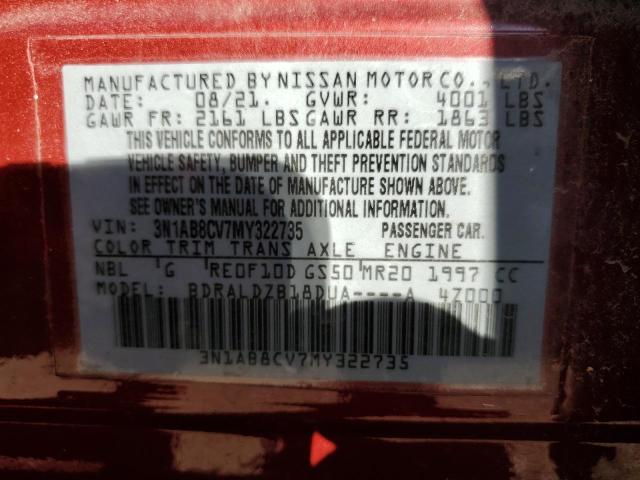 MANUFACTURED BY NISSAN MOTOR CO., LTD.
DATE: 08/21. GVWR: 4001 LBS
GAWR FR: 2161 LBS GAWR RR: 1863 LBS
THIS VEHICLE CONFORMS TO ALL APPLICABLE FEDERAL MOTOR
VEHICLE SAFETY, BUMPER AND THEFT PREVENTION STANDARDS
IN EFFECT ON THE DATE OF MANUFACTURE SHOWN ABOVE.
SEE OWNER'S MANUAL FOR ADDITIONAL INFORMATION.
VIN: 3N1AB8CV7MY322735 PASSENGER CAR.
COLOR TRIM TRANS AXLE ENGINE
NBL G RE0F10D GS50 MR20 1997 CC
MODEL: BDRALDZB18DUA----A 4Z000
3N1AB8CV7MY322735